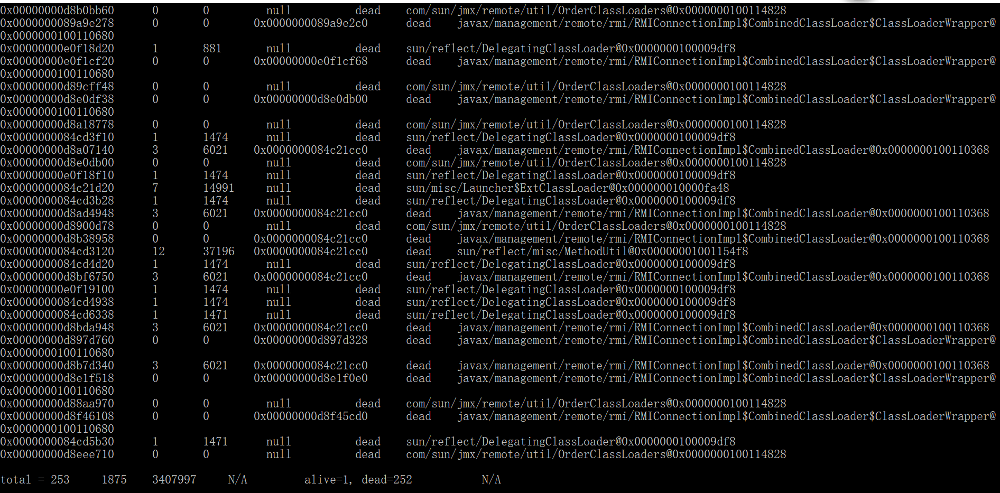 0x00000000d8b0bb60 0 0 null dead com/sun/jmx/remote/util/OrderClassLoaders@0x0000000100114828
0x0000000089a9e278 0 0 0x0000000089a9e2c0 dead javax/management/remote/rmi/RMIConnectionImpl$CombinedClassLoader$ClassLoaderWrapper@
0x0000000100110680
0x00000000e0f18d20 1 881 null dead sun/reflect/DelegatingClassLoader@0x0000000100009df8
0x00000000e0f1cf20 0 0 0x00000000e0f1cf68 dead javax/management/remote/rmi/RMIConnectionImpl$CombinedClassLoader$ClassLoaderWrapper@
0x0000000100110680
0x00000000d89cff48 0 0 null dead com/sun/jmx/remote/util/OrderClassLoaders@0x0000000100114828
0x00000000d8e0df38 0 0 0x00000000d8e0db00 dead javax/management/remote/rmi/RMIConnectionImpl$CombinedClassLoader$ClassLoaderWrapper@
0x0000000100110680
0x00000000d8a18778 0 0 null dead com/sun/jmx/remote/util/OrderClassLoaders@0x0000000100114828
0x0000000084cd3f10 1 1474 null dead sun/reflect/DelegatingClassLoader@0x0000000100009df8
0x00000000d8a07140 3 6021 0x0000000084c21cc0 dead javax/management/remote/rmi/RMIConnectionImpl$CombinedClassLoader@0x0000000100110368
0x00000000d8e0db00 0 0 null dead com/sun/jmx/remote/util/OrderClassLoaders@0x0000000100114828
0x00000000e0f18f10 1 1474 null dead sun/reflect/DelegatingClassLoader@0x0000000100009df8
0x0000000084c21d20 7 14991 null dead sun/misc/Launcher$ExtClassLoader@0x000000010000fa48
0x0000000084cd3b28 1 1474 null dead sun/reflect/DelegatingClassLoader@0x0000000100009df8
0x00000000d8ad4948 3 6021 0x0000000084c21cc0 dead javax/management/remote/rmi/RMIConnectionImpl$CombinedClassLoader@0x0000000100110368
0x00000000d8900d78 0 0 null dead com/sun/jmx/remote/util/OrderClassLoaders@0x0000000100114828
0x00000000d8b38958 0 0 0x0000000084c21cc0 dead javax/management/remote/rmi/RMIConnectionImpl$CombinedClassLoader@0x0000000100110368
0x0000000084cd3120 12 37196 0x0000000084c21cc0 dead sun/reflect/misc/MethodUtil@0x00000001001154f8
0x0000000084cd4d20 1 1474 null dead sun/reflect/DelegatingClassLoader@0x0000000100009df8
0x00000000d8bf6750 3 6021 0x0000000084c21cc0 dead javax/management/remote/rmi/RMIConnectionImpl$CombinedClassLoader@0x0000000100110368
0x00000000e0f19100 1 1474 null dead sun/reflect/DelegatingClassLoader@0x0000000100009df8
0x0000000084cd4938 1 1474 null dead sun/reflect/DelegatingClassLoader@0x0000000100009df8
0x0000000084cd6338 1 1471 null dead sun/reflect/DelegatingClassLoader@0x0000000100009df8
0x00000000d8bda948 3 6021 0x0000000084c21cc0 dead javax/management/remote/rmi/RMIConnectionImpl$CombinedClassLoader@0x0000000100110368
0x00000000d897d760 0 0 0x00000000d897d328 dead javax/management/remote/rmi/RMIConnectionImpl$CombinedClassLoader$ClassLoaderWrapper@
0x0000000100110680
0x00000000d8b7d340 3 6021 0x0000000084c21cc0 dead javax/management/remote/rmi/RMIConnectionImpl$CombinedClassLoader@0x0000000100110368
0x00000000d8e1f518 0 0 0x00000000d8e1f0e0 dead javax/management/remote/rmi/RMIConnectionImpl$CombinedClassLoader$ClassLoaderWrapper@
0x0000000100110680
0x00000000d88aa970 0 0 null dead com/sun/jmx/remote/util/OrderClassLoaders@0x0000000100114828
0x00000000d8f46108 0 0 0x00000000d8f45cd0 dead javax/management/remote/rmi/RMIConnectionImpl$CombinedClassLoader$ClassLoaderWrapper@
0x0000000100110680
0x0000000084cd5b30 1 1471 null dead sun/reflect/DelegatingClassLoader@0x0000000100009df8
0x00000000d8eee710 0 0 null dead com/sun/jmx/remote/util/OrderClassLoaders@0x0000000100114828
total = 253 1875 3407997 N/A alive=1, dead=252 N/A